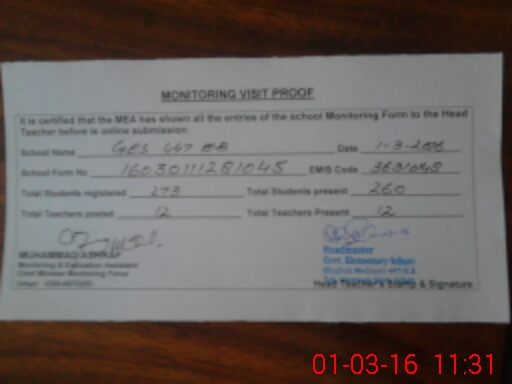 MONITORING VISIT PROOF
It is certified that the MEA has shown all the entries of the school Monitoring Form to the Head
Teacher before is online submission.
School Name GES 447 EB Date 1-3-2016
School Form No 16030111281045 EMIS Code
Total Students registered 273 Total Students present 260
Total Teachers posted 12 Total Teachers Present 12
MUHAMMAD
Monitoring & Evaluation Assistant
Chief Minister Monitoring Force
Headmaster
Govt. Elementary School
(English Medium)
Head Teacher's Stamp & Signature
01-03-16 11:31